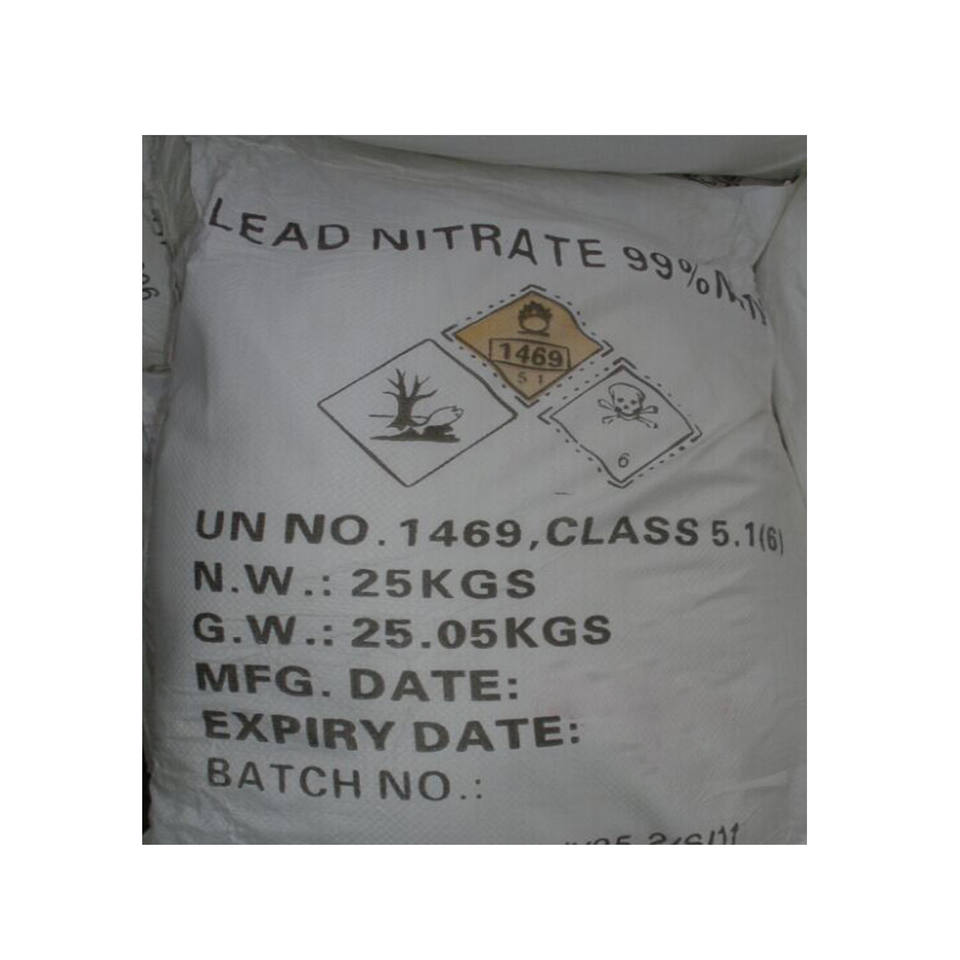 LEAD NITRATE 99%
1469
5.1
6
UN NO. 1469, CLASS 5.1(6)
N.W.: 25KGS
G.W.: 25.05KGS
MFG. DATE:
EXPIRY DATE:
BATCH NO.: